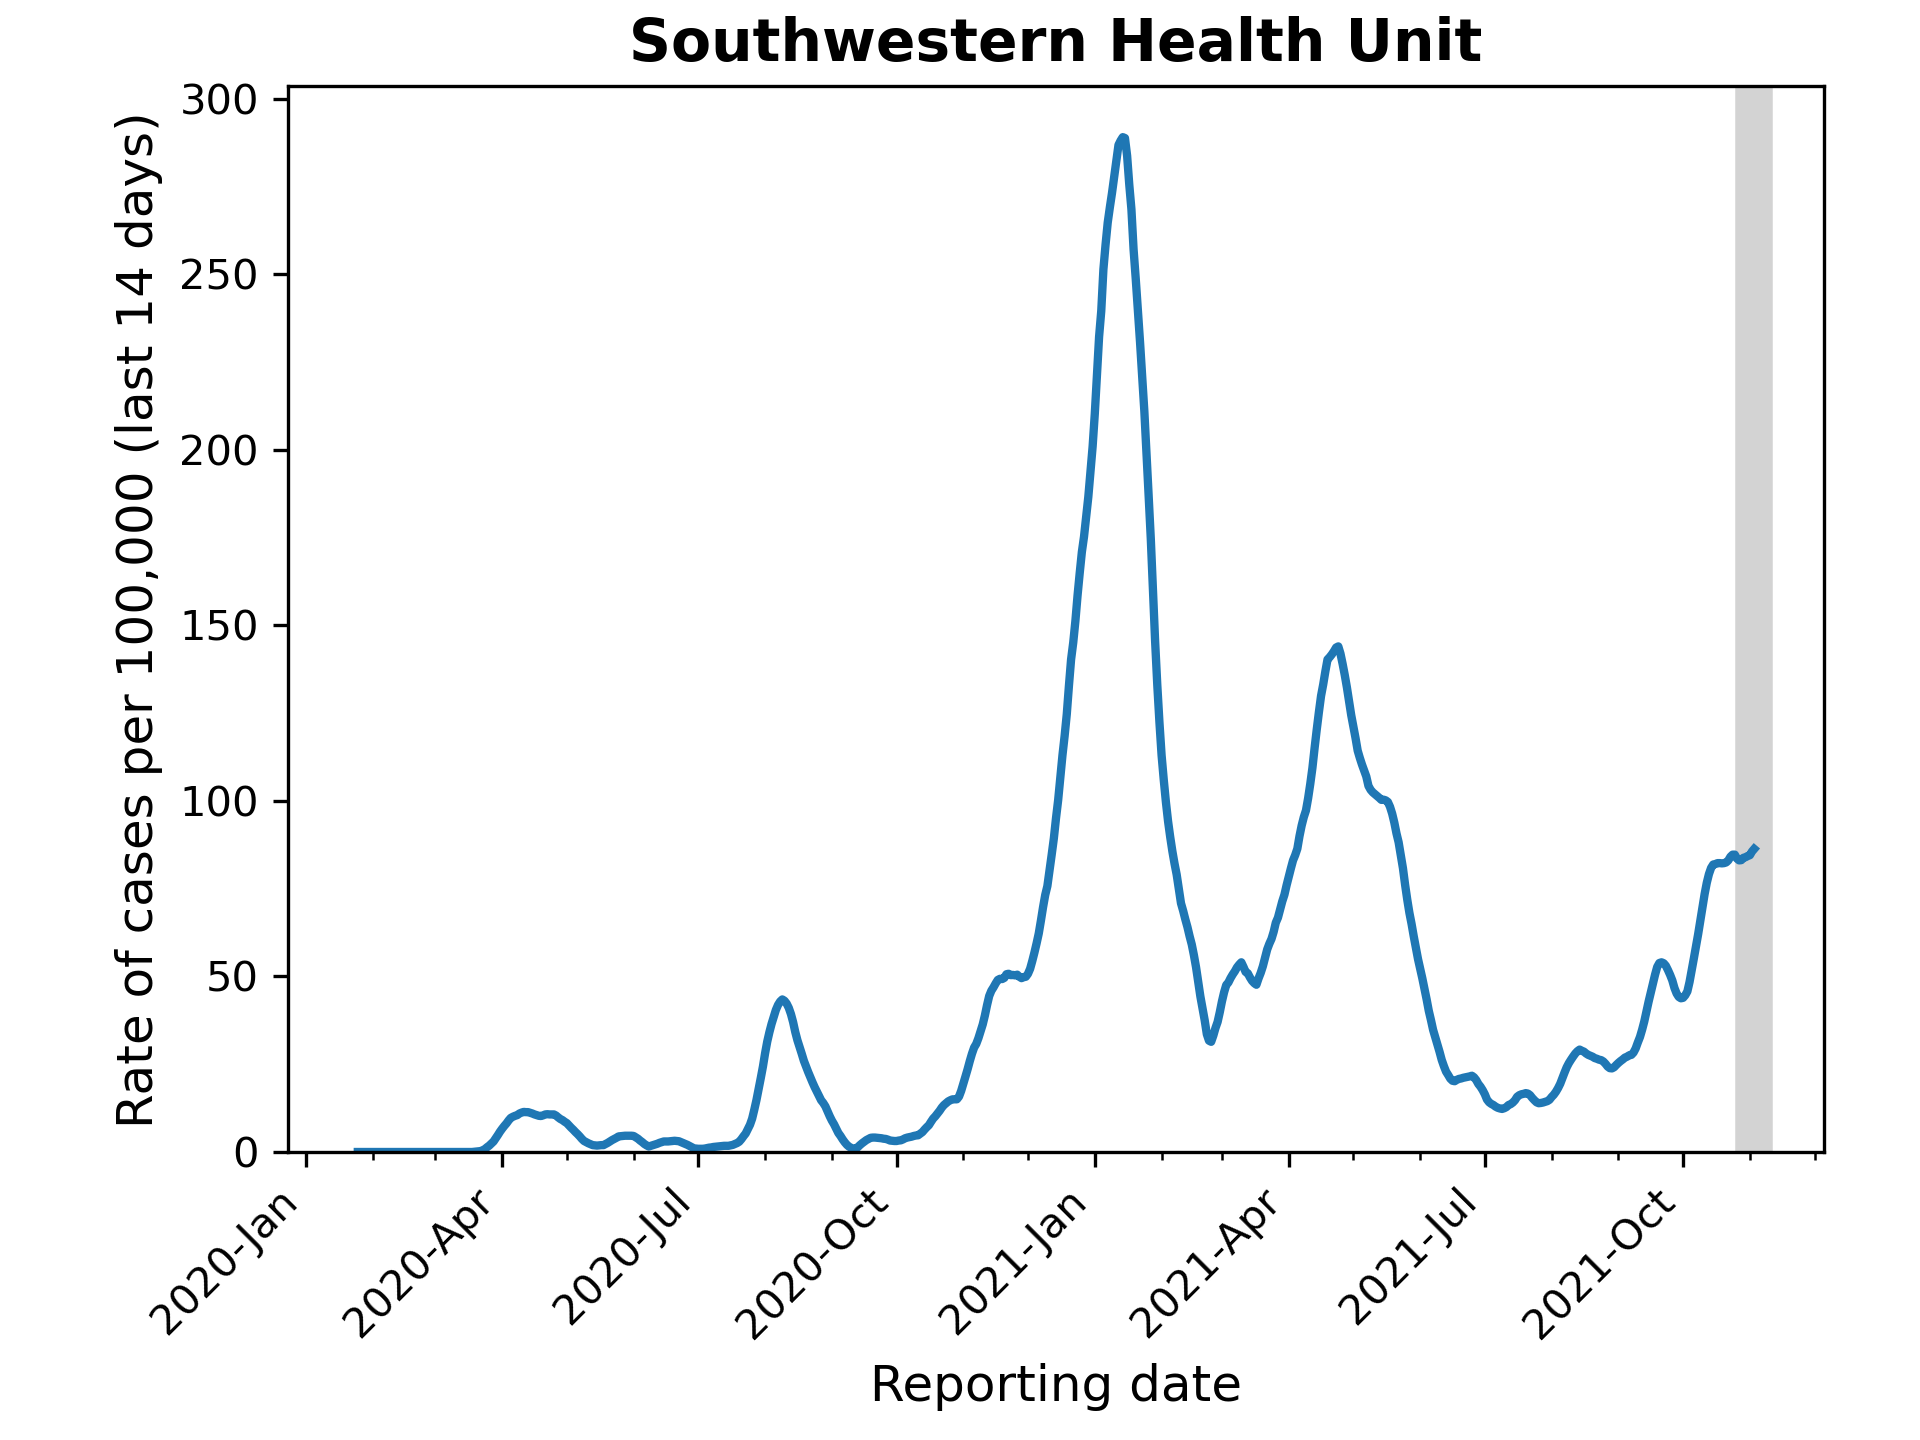 Southwestern Health Unit
Rate of cases per 100,000 (last 14 days)
300
250
200
150
100
50
0
2020-Jan
2020-Apr
2020-Jul
2020-Oct
2021-Jan
2021-Apr
2021-Jul
2021-Oct
Reporting date